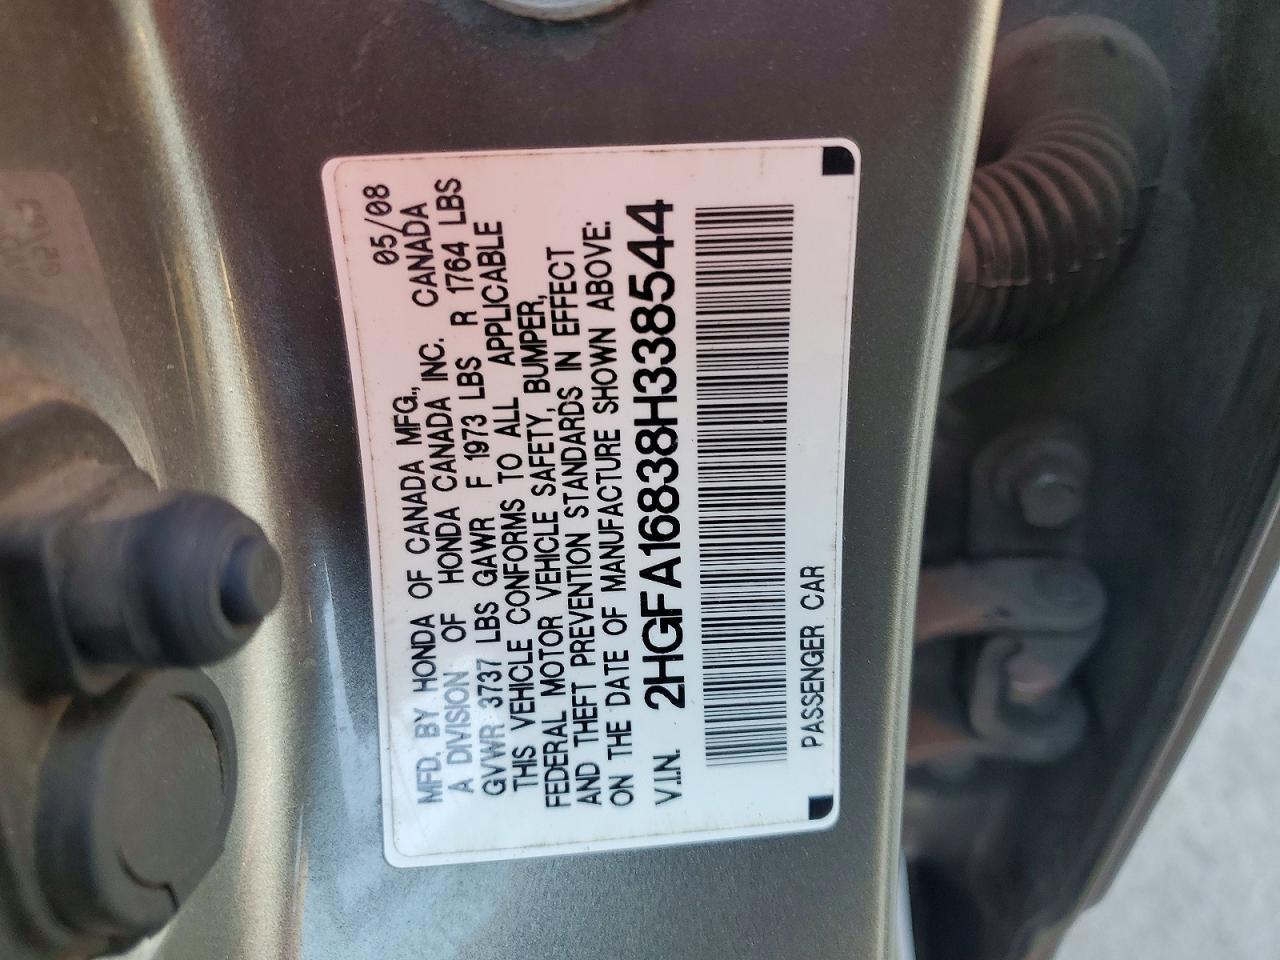 MFD. BY HONDA OF CANADA MFG., 05/08
A DIVISION OF HONDA CANADA INC. CANADA
GVWR 3737 LBS GAWR F 1973 LBS R 1764 LBS
THIS VEHICLE CONFORMS TO ALL APPLICABLE
FEDERAL MOTOR VEHICLE SAFETY, BUMPER,
AND THEFT PREVENTION STANDARDS IN EFFECT
ON THE DATE OF MANUFACTURE SHOWN ABOVE:
V.I.N. 2HGFA16838H338544
PASSENGER CAR